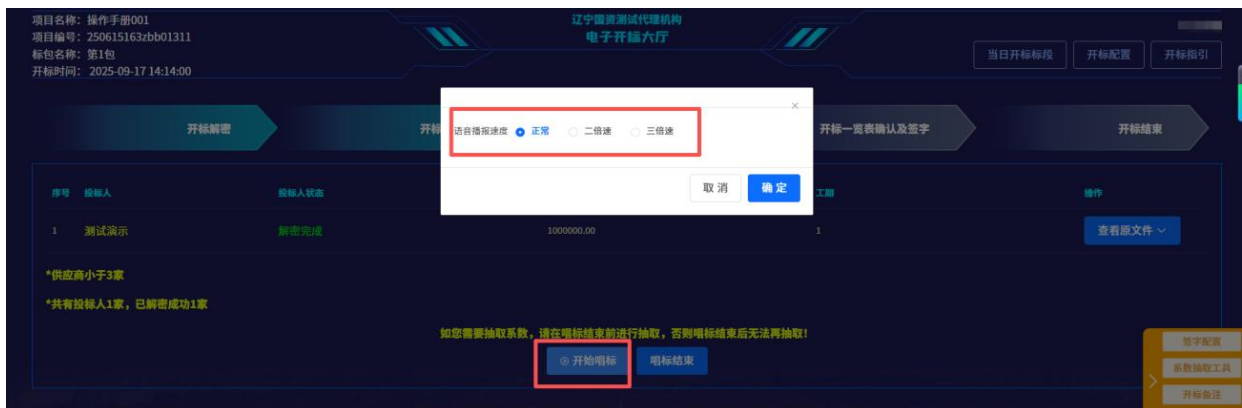 项目名称： 操作手册001
辽宁国资测试代理机构
项目编号： 250615163zbb01311
电子开标大厅
标包名称： 第1包
当日开标标段 开标配置 开标指引
开标时间： 2025-09-17 14:14:00
×
开标解密 开标 开标一览表确认及签字 开标结束
语音播报速度 正常 二倍速 三倍速
取 消 确 定
序号 投标人 投标人状态 工期 操作
1 测试演示 解密完成 1000000.00 1 查看原文件
*供应商小于3家
*共有投标人1家，已解密成功1家
如您需要抽取系数，请在唱标结束前进行抽取，否则唱标结束后无法再抽取！
签字配置
开始唱标 唱标结束
系数抽取工具
开标备注